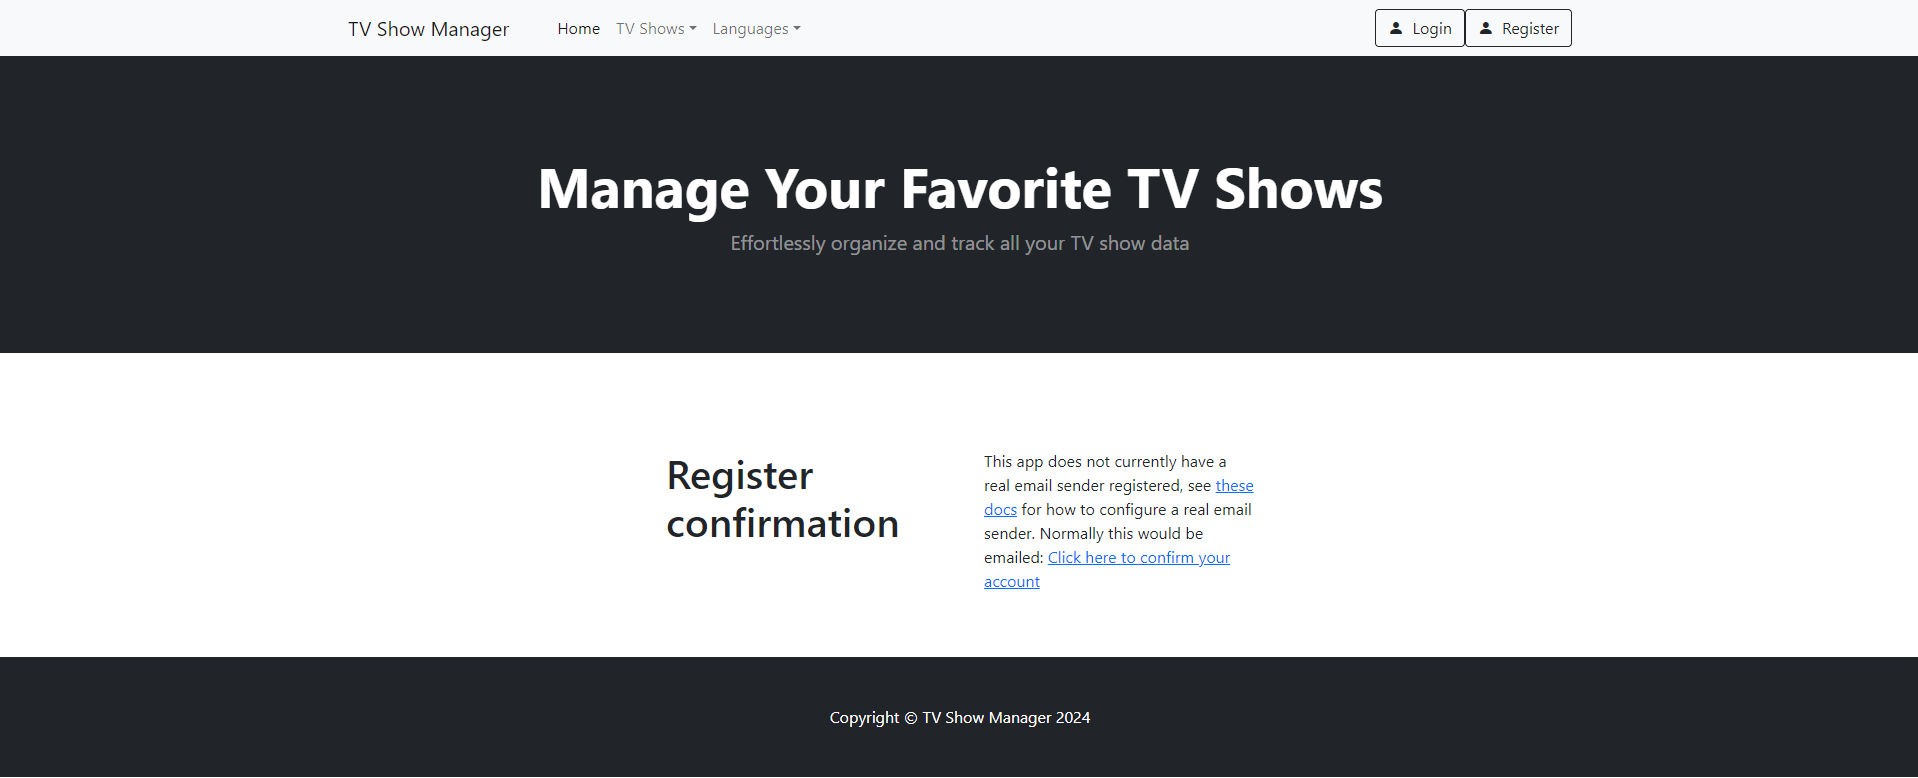 TV Show Manager
Home
TV Shows
Languages
Login
Register
Manage Your Favorite TV Shows
Effortlessly organize and track all your TV show data
Register
confirmation
This app does not currently have a
real email sender registered, see these
docs for how to configure a real email
sender. Normally this would be
emailed: Click here to confirm your
account
Copyright © TV Show Manager 2024